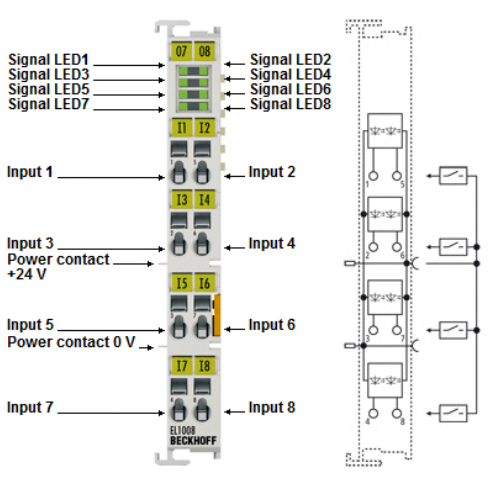 07 08
Signal LED1
Signal LED2
Signal LED3
Signal LED4
Signal LED5
Signal LED6
Signal LED7
Signal LED8
I1 I2
Input 1
Input 2
1 5
I3 I4
Input 3
Input 4
2 6
Power contact
+24 V
I5 I6
Input 5
Input 6
3 7
Power contact 0 V
I7 I8
Input 7
Input 8
4 8
EL1008
BECKHOFF